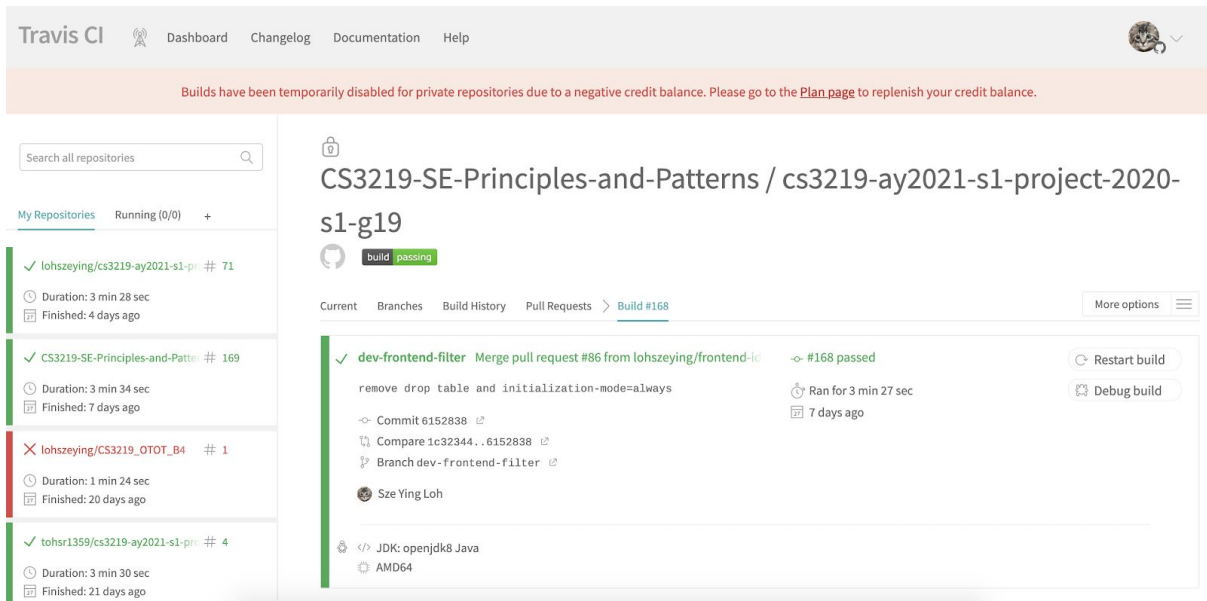 Travis CI
Dashboard
Changelog
Documentation
Help
Builds have been temporarily disabled for private repositories due to a negative credit balance. Please go to the Plan page to replenish your credit balance.
Search all repositories
My Repositories
Running (0/0)
+
lohszeying/cs3219-ay2021-s1-pr # 71
Duration: 3 min 28 sec
Finished: 4 days ago
CS3219-SE-Principles-and-Patte # 169
Duration: 3 min 34 sec
Finished: 7 days ago
lohszeying/CS3219_OTOT_B4 # 1
Duration: 1 min 24 sec
Finished: 20 days ago
tohsr1359/cs3219-ay2021-s1-pro # 4
Duration: 3 min 30 sec
Finished: 21 days ago
CS3219-SE-Principles-and-Patterns / cs3219-ay2021-s1-project-2020-
s1-g19
build passing
Current
Branches
Build History
Pull Requests
Build #168
More options
dev-frontend-filter Merge pull request #86 from lohszeying/frontend-ic
remove drop table and initialization-mode=always
Commit 6152838
Compare 1c32344..6152838
Branch dev-frontend-filter
Sze Ying Loh
JDK: openjdk8 Java
AMD64
#168 passed
Ran for 3 min 27 sec
7 days ago
Restart build
Debug build